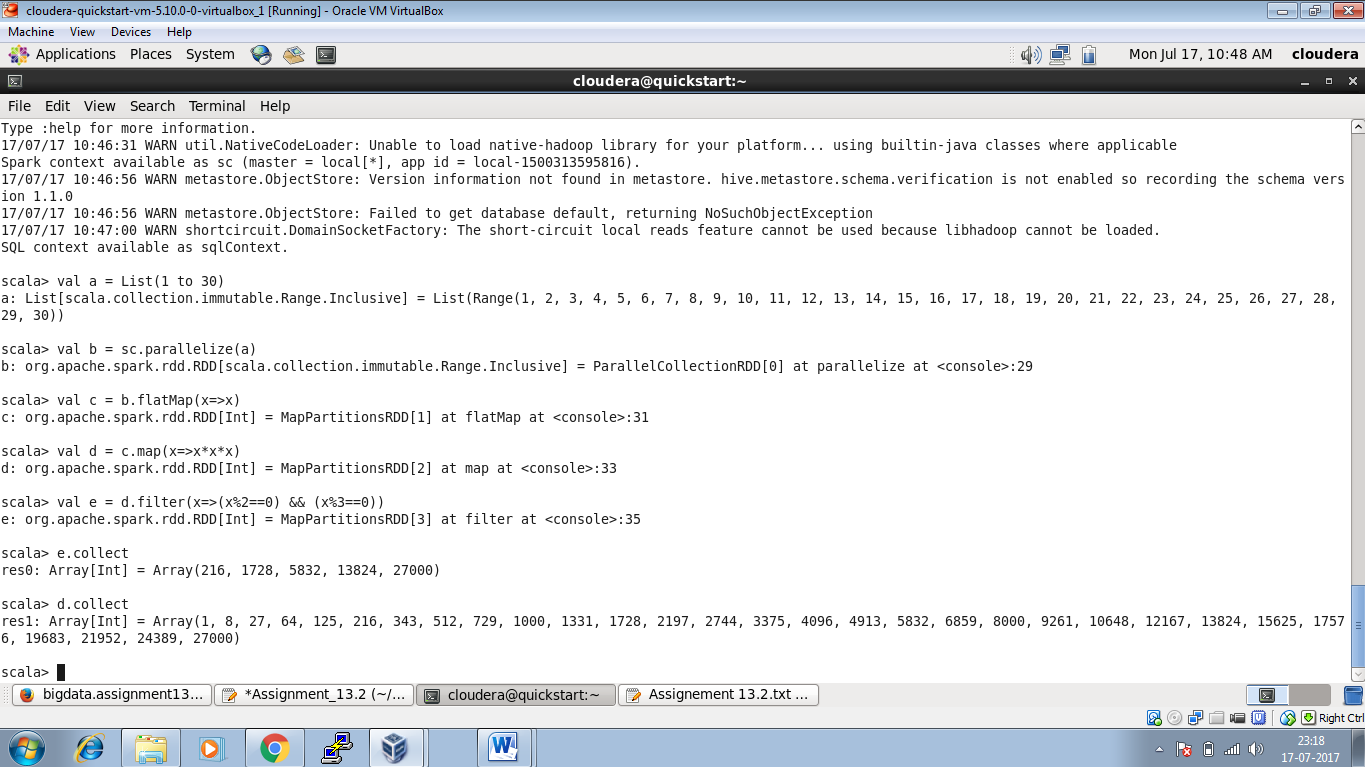 cloudera-quickstart-vm-5.10.0-0-virtualbox_1 [Running] - Oracle VM VirtualBox
Machine View Devices Help
Applications Places System Mon Jul 17, 10:48 AM cloudera
cloudera@quickstart:~
File Edit View Search Terminal Help
Type :help for more information.
17/07/17 10:46:31 WARN util.NativeCodeLoader: Unable to load native-hadoop library for your platform... using builtin-java classes where applicable
Spark context available as sc (master = local[*], app id = local-1500313595816).
17/07/17 10:46:56 WARN metastore.ObjectStore: Version information not found in metastore. hive.metastore.schema.verification is not enabled so recording the schema vers
ion 1.1.0
17/07/17 10:46:56 WARN metastore.ObjectStore: Failed to get database default, returning NoSuchObjectException
17/07/17 10:47:00 WARN shortcircuit.DomainSocketFactory: The short-circuit local reads feature cannot be used because libhadoop cannot be loaded.
SQL context available as sqlContext.
scala> val a = List(1 to 30)
a: List[scala.collection.immutable.Range.Inclusive] = List(Range(1, 2, 3, 4, 5, 6, 7, 8, 9, 10, 11, 12, 13, 14, 15, 16, 17, 18, 19, 20, 21, 22, 23, 24, 25, 26, 27, 28,
29, 30))
scala> val b = sc.parallelize(a)
b: org.apache.spark.rdd.RDD[scala.collection.immutable.Range.Inclusive] = ParallelCollectionRDD[0] at parallelize at <console>:29
scala> val c = b.flatMap(x=>x)
c: org.apache.spark.rdd.RDD[Int] = MapPartitionsRDD[1] at flatMap at <console>:31
scala> val d = c.map(x=>x*x*x)
d: org.apache.spark.rdd.RDD[Int] = MapPartitionsRDD[2] at map at <console>:33
scala> val e = d.filter(x=>(x%2==0) && (x%3==0))
e: org.apache.spark.rdd.RDD[Int] = MapPartitionsRDD[3] at filter at <console>:35
scala> e.collect
res0: Array[Int] = Array(216, 1728, 5832, 13824, 27000)
scala> d.collect
res1: Array[Int] = Array(1, 8, 27, 64, 125, 216, 343, 512, 729, 1000, 1331, 1728, 2197, 2744, 3375, 4096, 4913, 5832, 6859, 8000, 9261, 10648, 12167, 13824, 15625, 1757
6, 19683, 21952, 24389, 27000)
scala>
bigdata.assignment13... *Assignment_13.2 (~/... cloudera@quickstart:~ Assignement 13.2.txt ...
Right Ctrl
23:18
17-07-2017